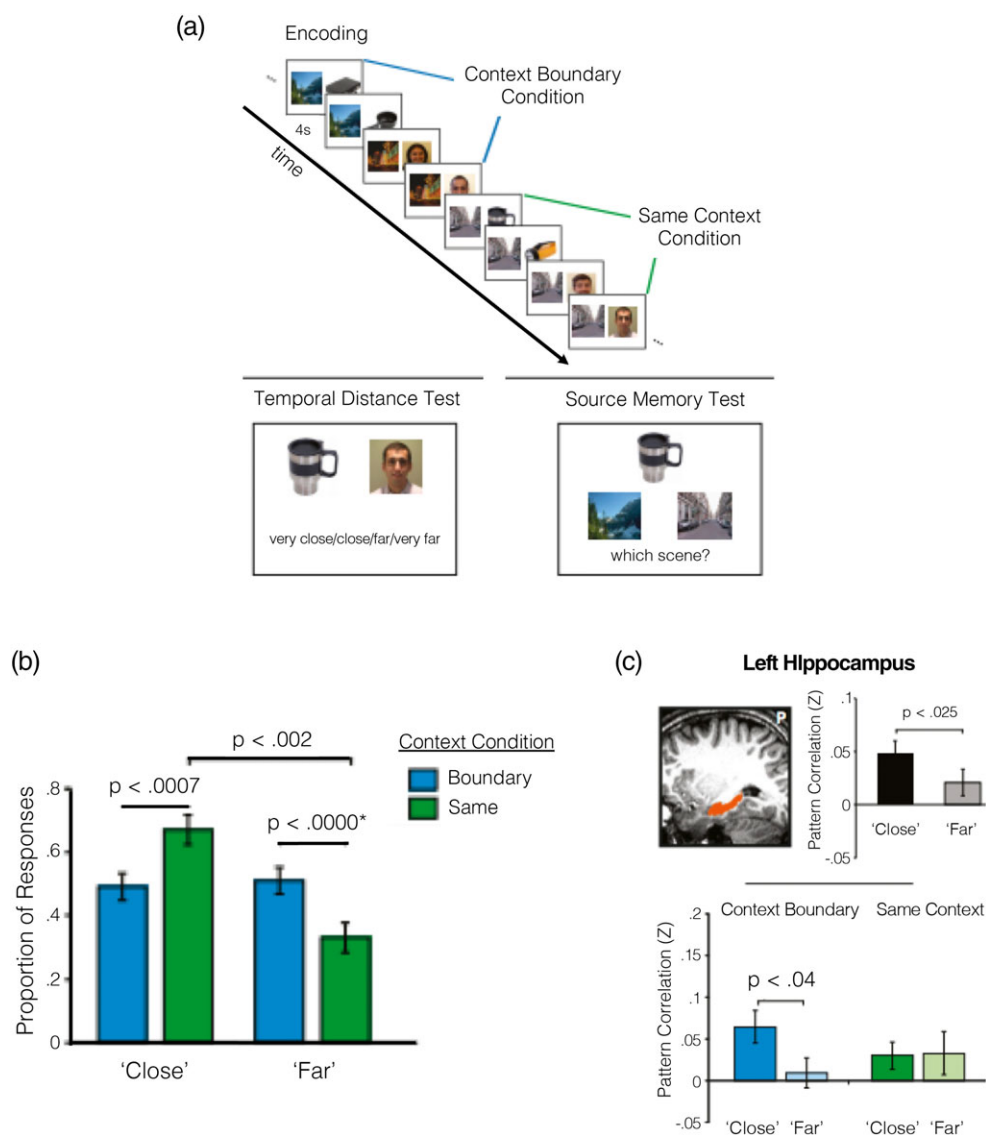 (a)
Encoding
...
Context Boundary
Condition
4s
time
Same Context
Condition
...
Temporal Distance Test
very close/close/far/very far
Source Memory Test
which scene?
(b)
p < .002
p < .0007
p < .0000*
Context Condition
Boundary
Same
Proportion of Responses
.8
.6
.4
.2
0
'Close'
'Far'
(c)
Left HIppocampus
P
Pattern Correlation (Z)
.1
.05
0
-.05
p < .025
'Close'
'Far'
Context Boundary
Same Context
Pattern Correlation (Z)
.2
.15
.1
.05
0
-.05
p < .04
'Close'
'Far'
'Close'
'Far'